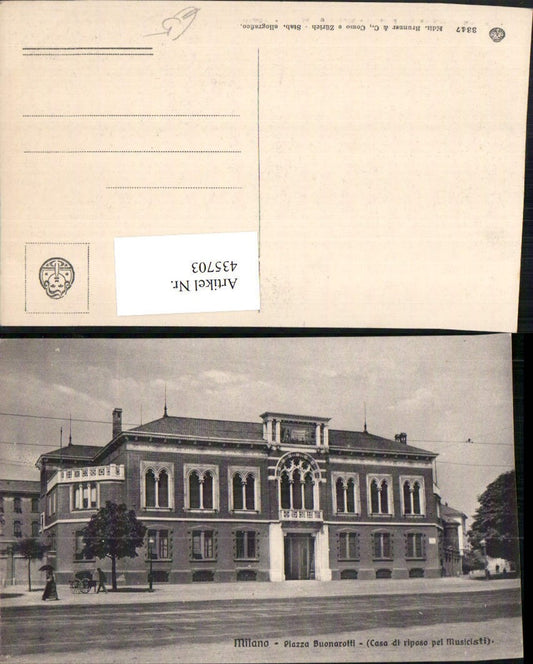 3347 Edit. Brunner & C., Como e Zürich - Stab. eliografico.
Artikel Nr.
435703
Milano - Piazza Buonarotti - (Casa di riposo pei Musicisti).